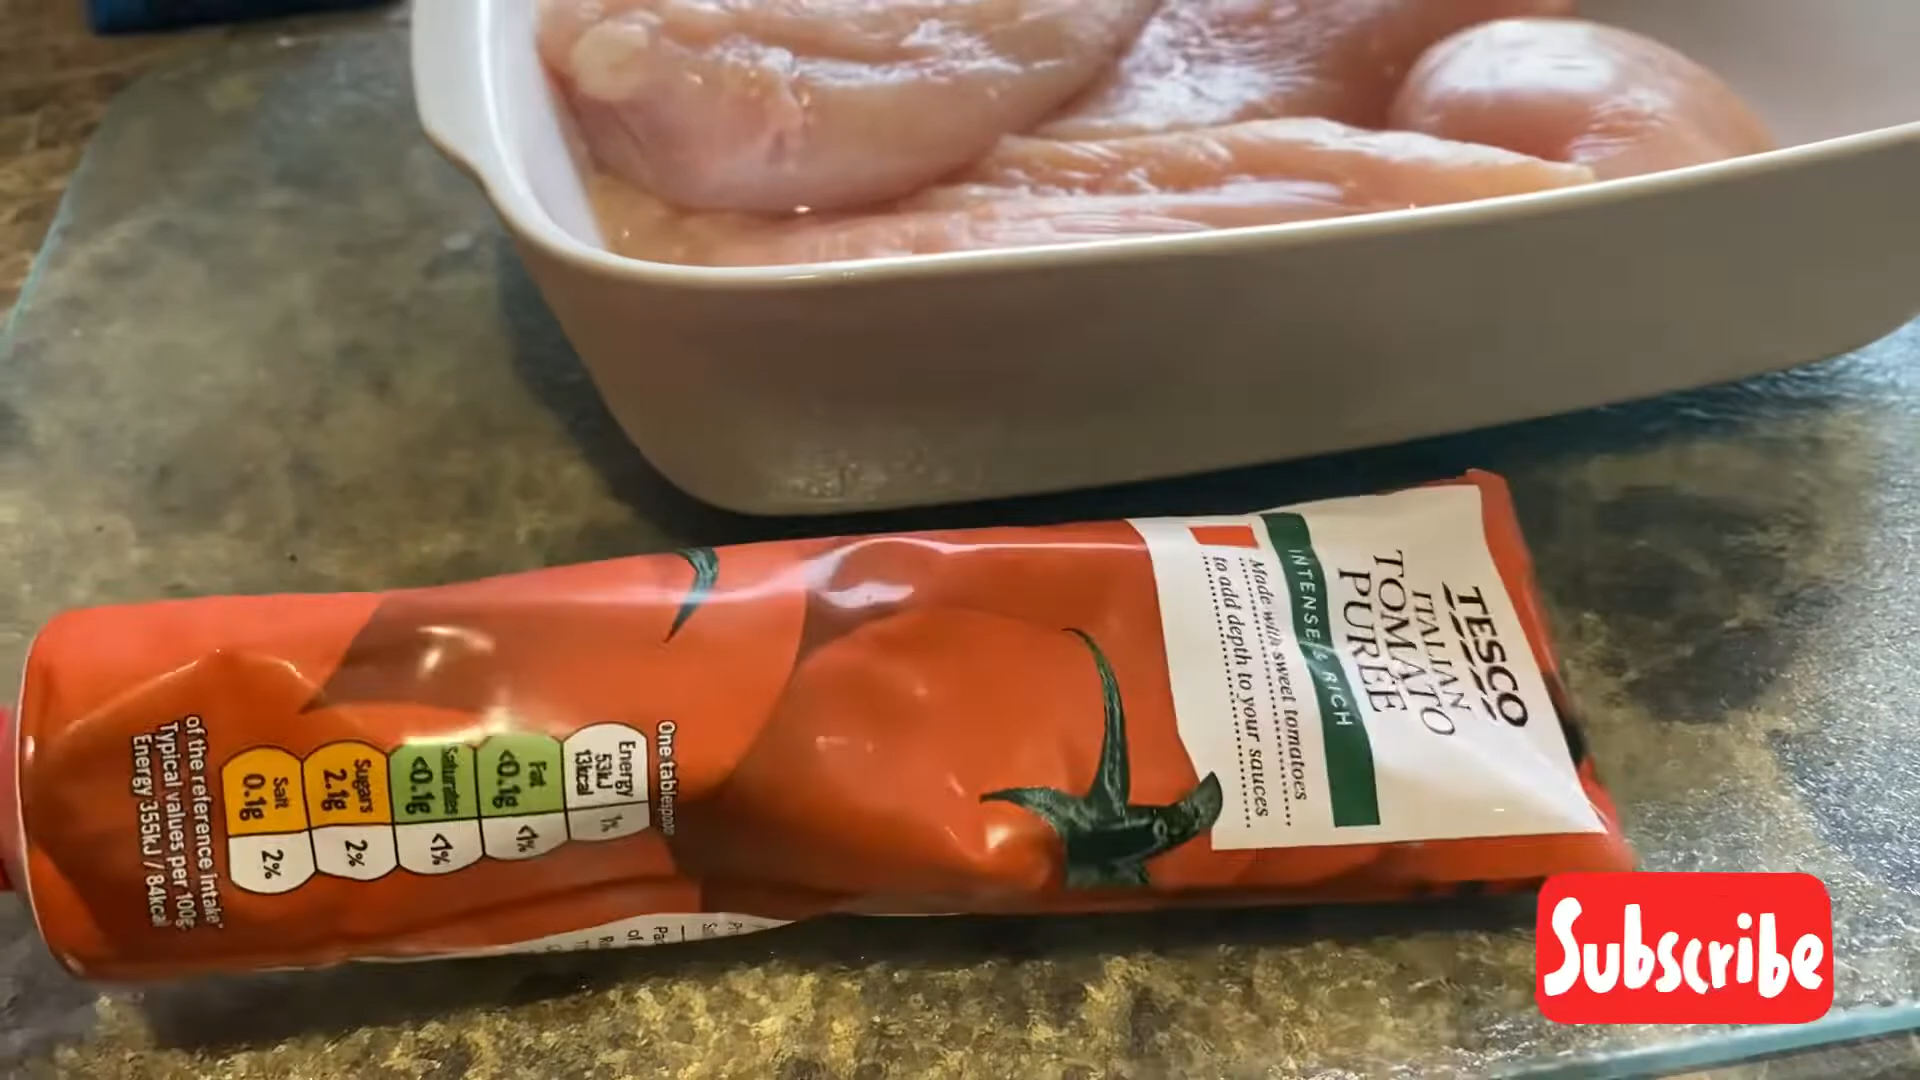 TESCO
ITALIAN
TOMATO
PURÉE
INTENSE & RICH
Made with sweet tomatoes
to add depth to your sauces
One tablespoon
Energy
53kJ
13kcal
1%
Fat
<0.1g
<1%
Saturates
<0.1g
<1%
Sugars
2.1g
2%
Salt
0.1g
2%
of the reference intake*
Typical values per 100g:
Energy 355kJ / 84kcal
Subscribe